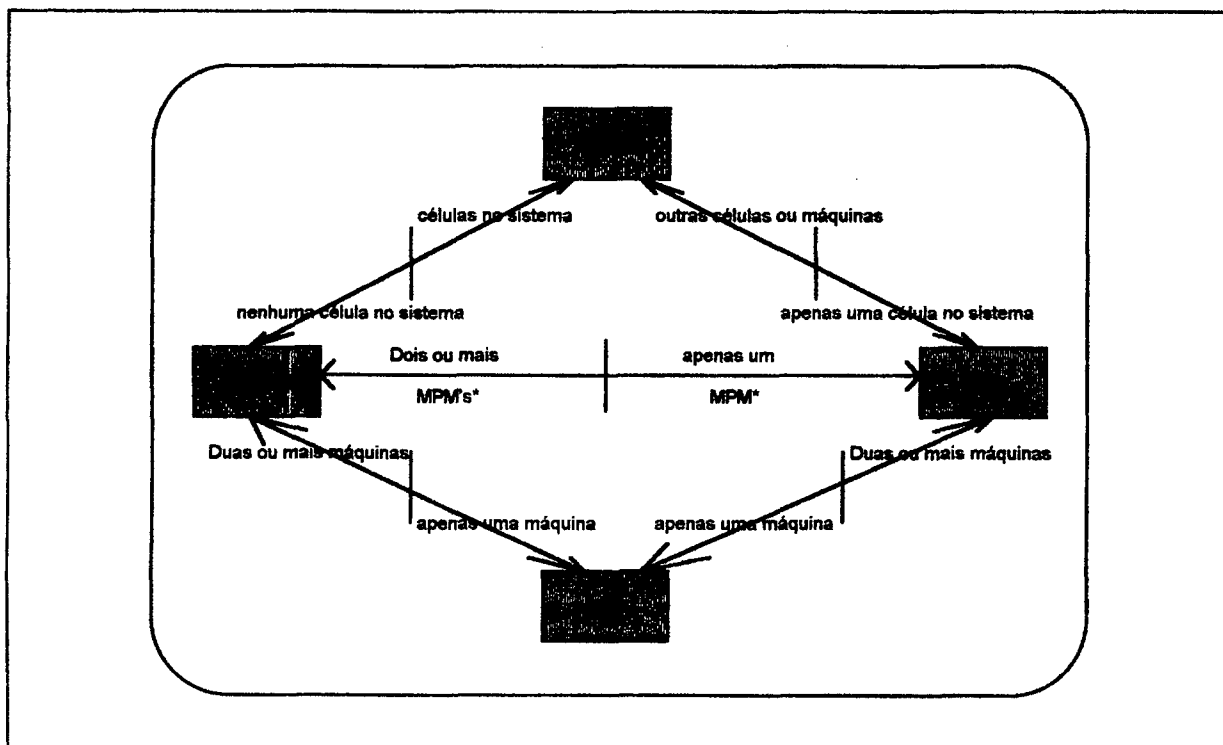 células no sistema
outras células ou máquinas
nenhuma célula no sistema
apenas uma célula no sistema
Dois ou mais
apenas um
MPM's*
MPM*
Duas ou mais máquinas
Duas ou mais máquinas
apenas uma máquina
apenas uma máquina